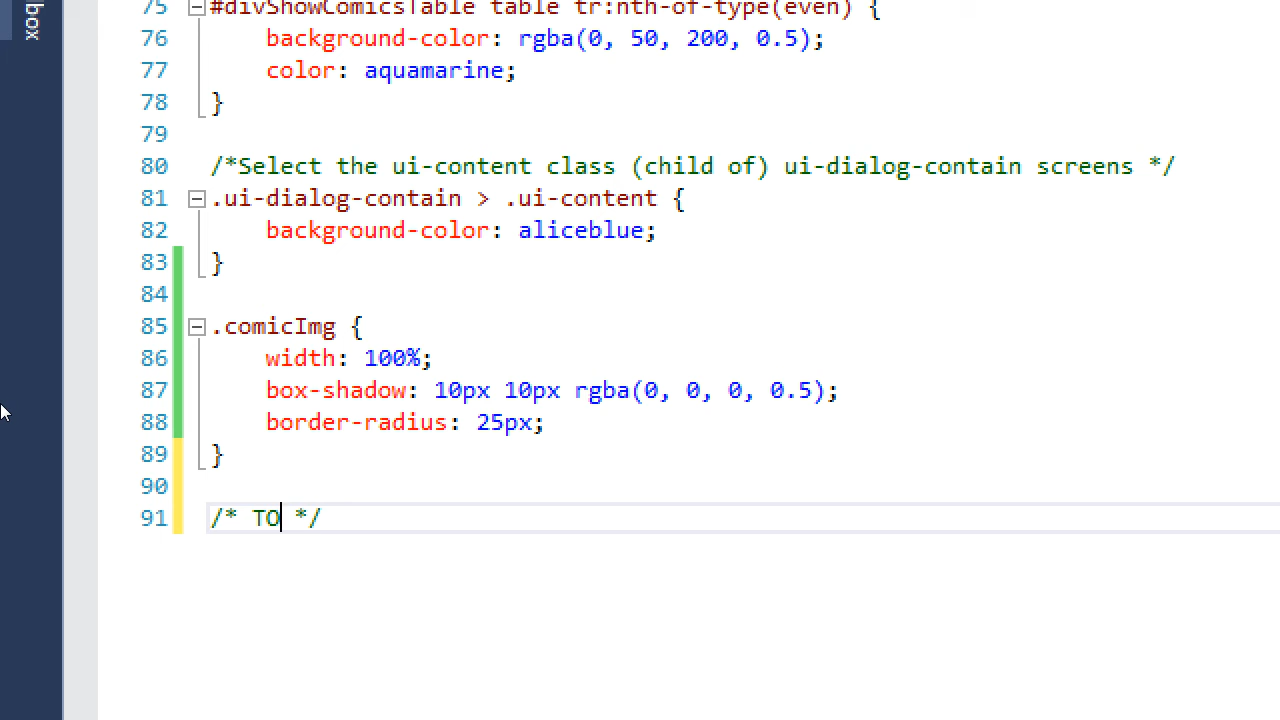 box
75 #divShowComicsTable table tr:nth-of-type(even) {
76 background-color: rgba(0, 50, 200, 0.5);
77 color: aquamarine;
78 }
79
80 /*Select the ui-content class (child of) ui-dialog-contain screens */
81 .ui-dialog-contain > .ui-content {
82 background-color: aliceblue;
83 }
84
85 .comicImg {
86 width: 100%;
87 box-shadow: 10px 10px rgba(0, 0, 0, 0.5);
88 border-radius: 25px;
89 }
90
91 /* TO */